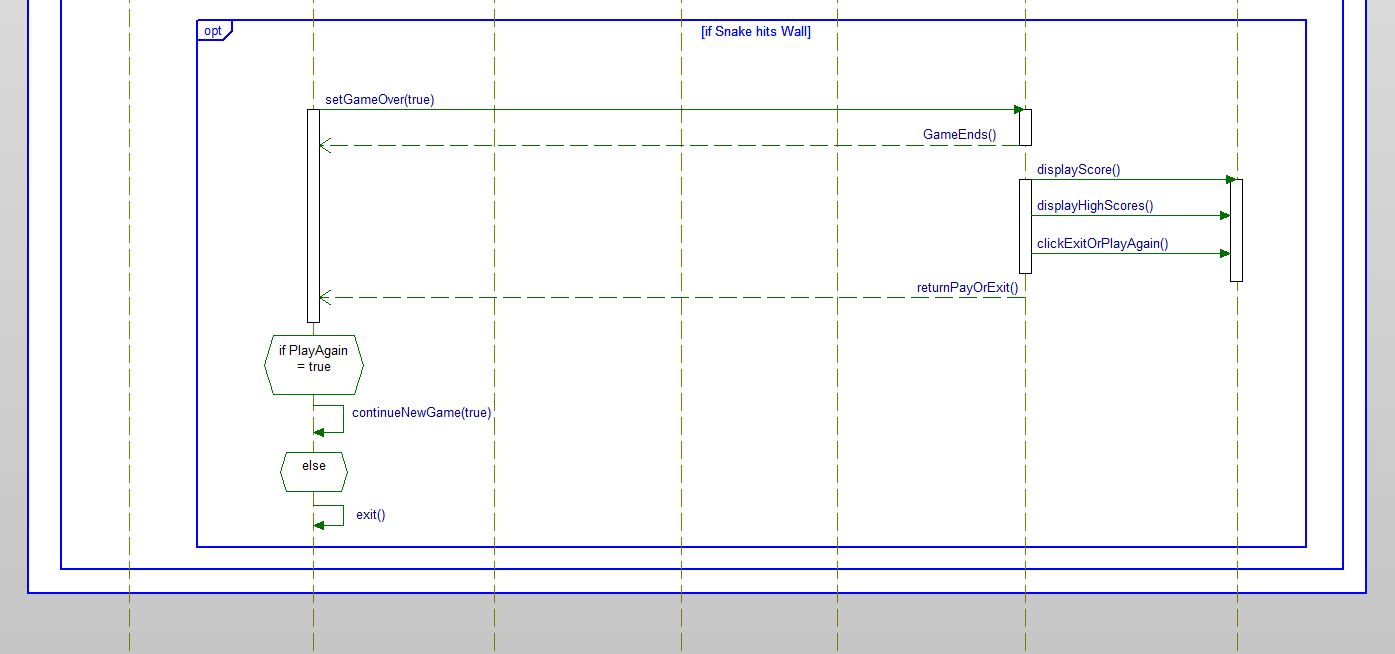 opt
[if Snake hits Wall]
setGameOver(true)
GameEnds()
displayScore()
displayHighScores()
clickExitOrPlayAgain()
returnPayOrExit()
if PlayAgain
= true
continueNewGame(true)
else
exit()